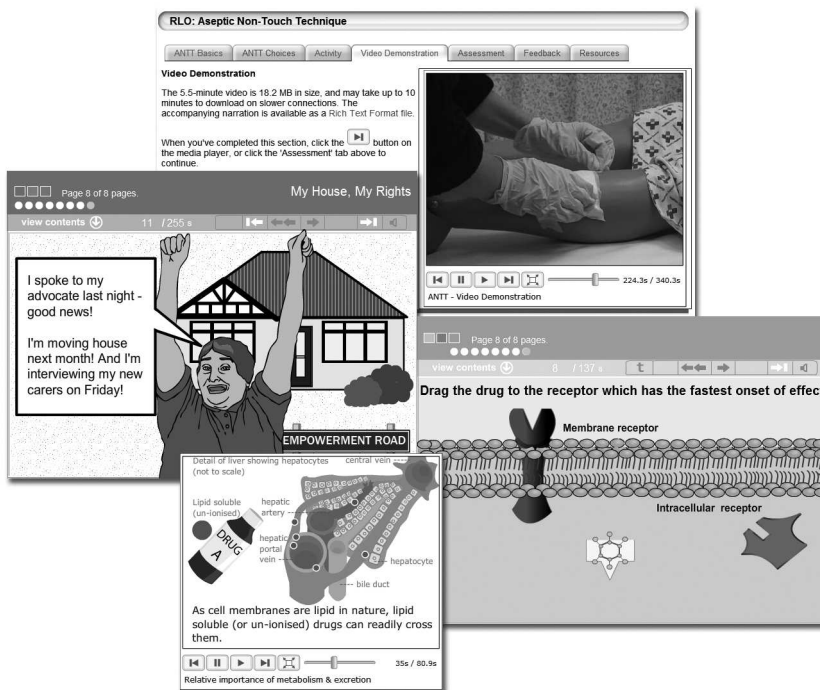 RLO: Aseptic Non-Touch Technique
ANTT Basics
ANTT Choices
Activity
Video Demonstration
Assessment
Feedback
Resources
Video Demonstration
The 5.5-minute video is 18.2 MB in size, and may take up to 10
minutes to download on slower connections. The
accompanying narration is available as a Rich Text Format file.
When you've completed this section, click the button on
the media player, or click the 'Assessment' tab above to
continue.
224.3s / 340.3s
ANTT - Video Demonstration
Page 8 of 8 pages.
My House, My Rights
view contents
11 / 255 s
I spoke to my
advocate last night -
good news!
I'm moving house
next month! And I'm
interviewing my new
carers on Friday!
EMPOWERMENT ROAD
Page 8 of 8 pages.
view contents
8 / 137 s
t
Drag the drug to the receptor which has the fastest onset of effec
Membrane receptor
Intracellular receptor
Detail of liver showing hepatocytes
(not to scale)
central vein
Lipid soluble
(un-ionised)
hepatic
artery
DRUG
A
hepatic
portal
vein
hepatocyte
bile duct
As cell membranes are lipid in nature, lipid
soluble (or un-ionised) drugs can readily cross
them.
35s / 80.9s
Relative importance of metabolism & excretion